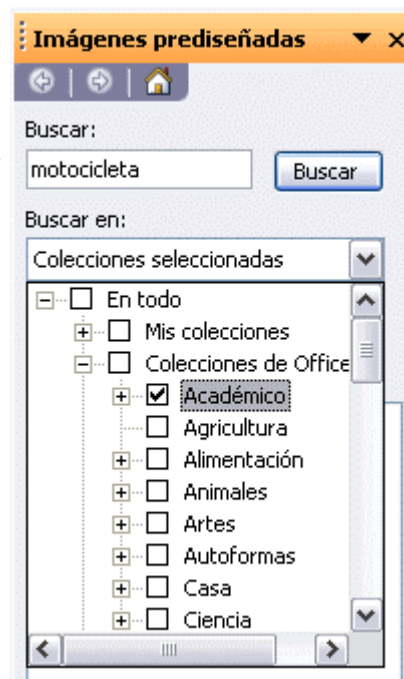 Imágenes prediseñadas
Buscar:
motocicleta
Buscar
Buscar en:
Colecciones seleccionadas
En todo
Mis colecciones
Colecciones de Office
Académico
Agricultura
Alimentación
Animales
Artes
Autoformas
Casa
Ciencia